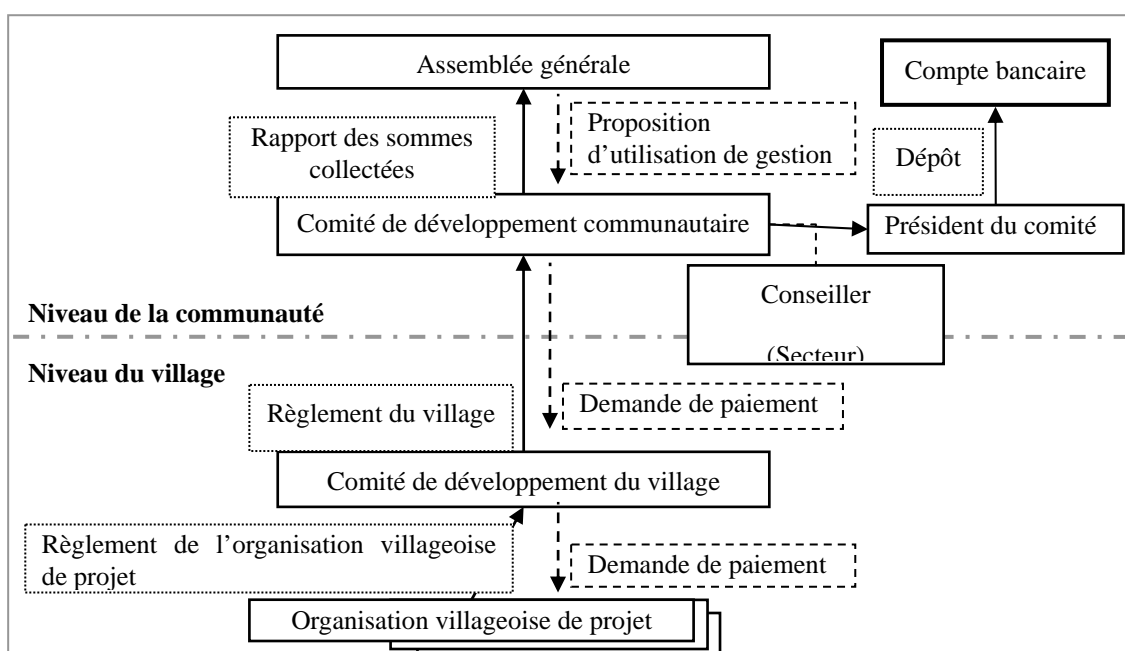 Assemblée générale
Compte bancaire
Rapport des sommes
collectées
Proposition
d’utilisation de gestion
Dépôt
Comité de développement communautaire
Président du comité
Conseiller
(Secteur)
Niveau de la communauté
Niveau du village
Règlement du village
Demande de paiement
Comité de développement du village
Règlement de l’organisation villageoise
de projet
Demande de paiement
Organisation villageoise de projet